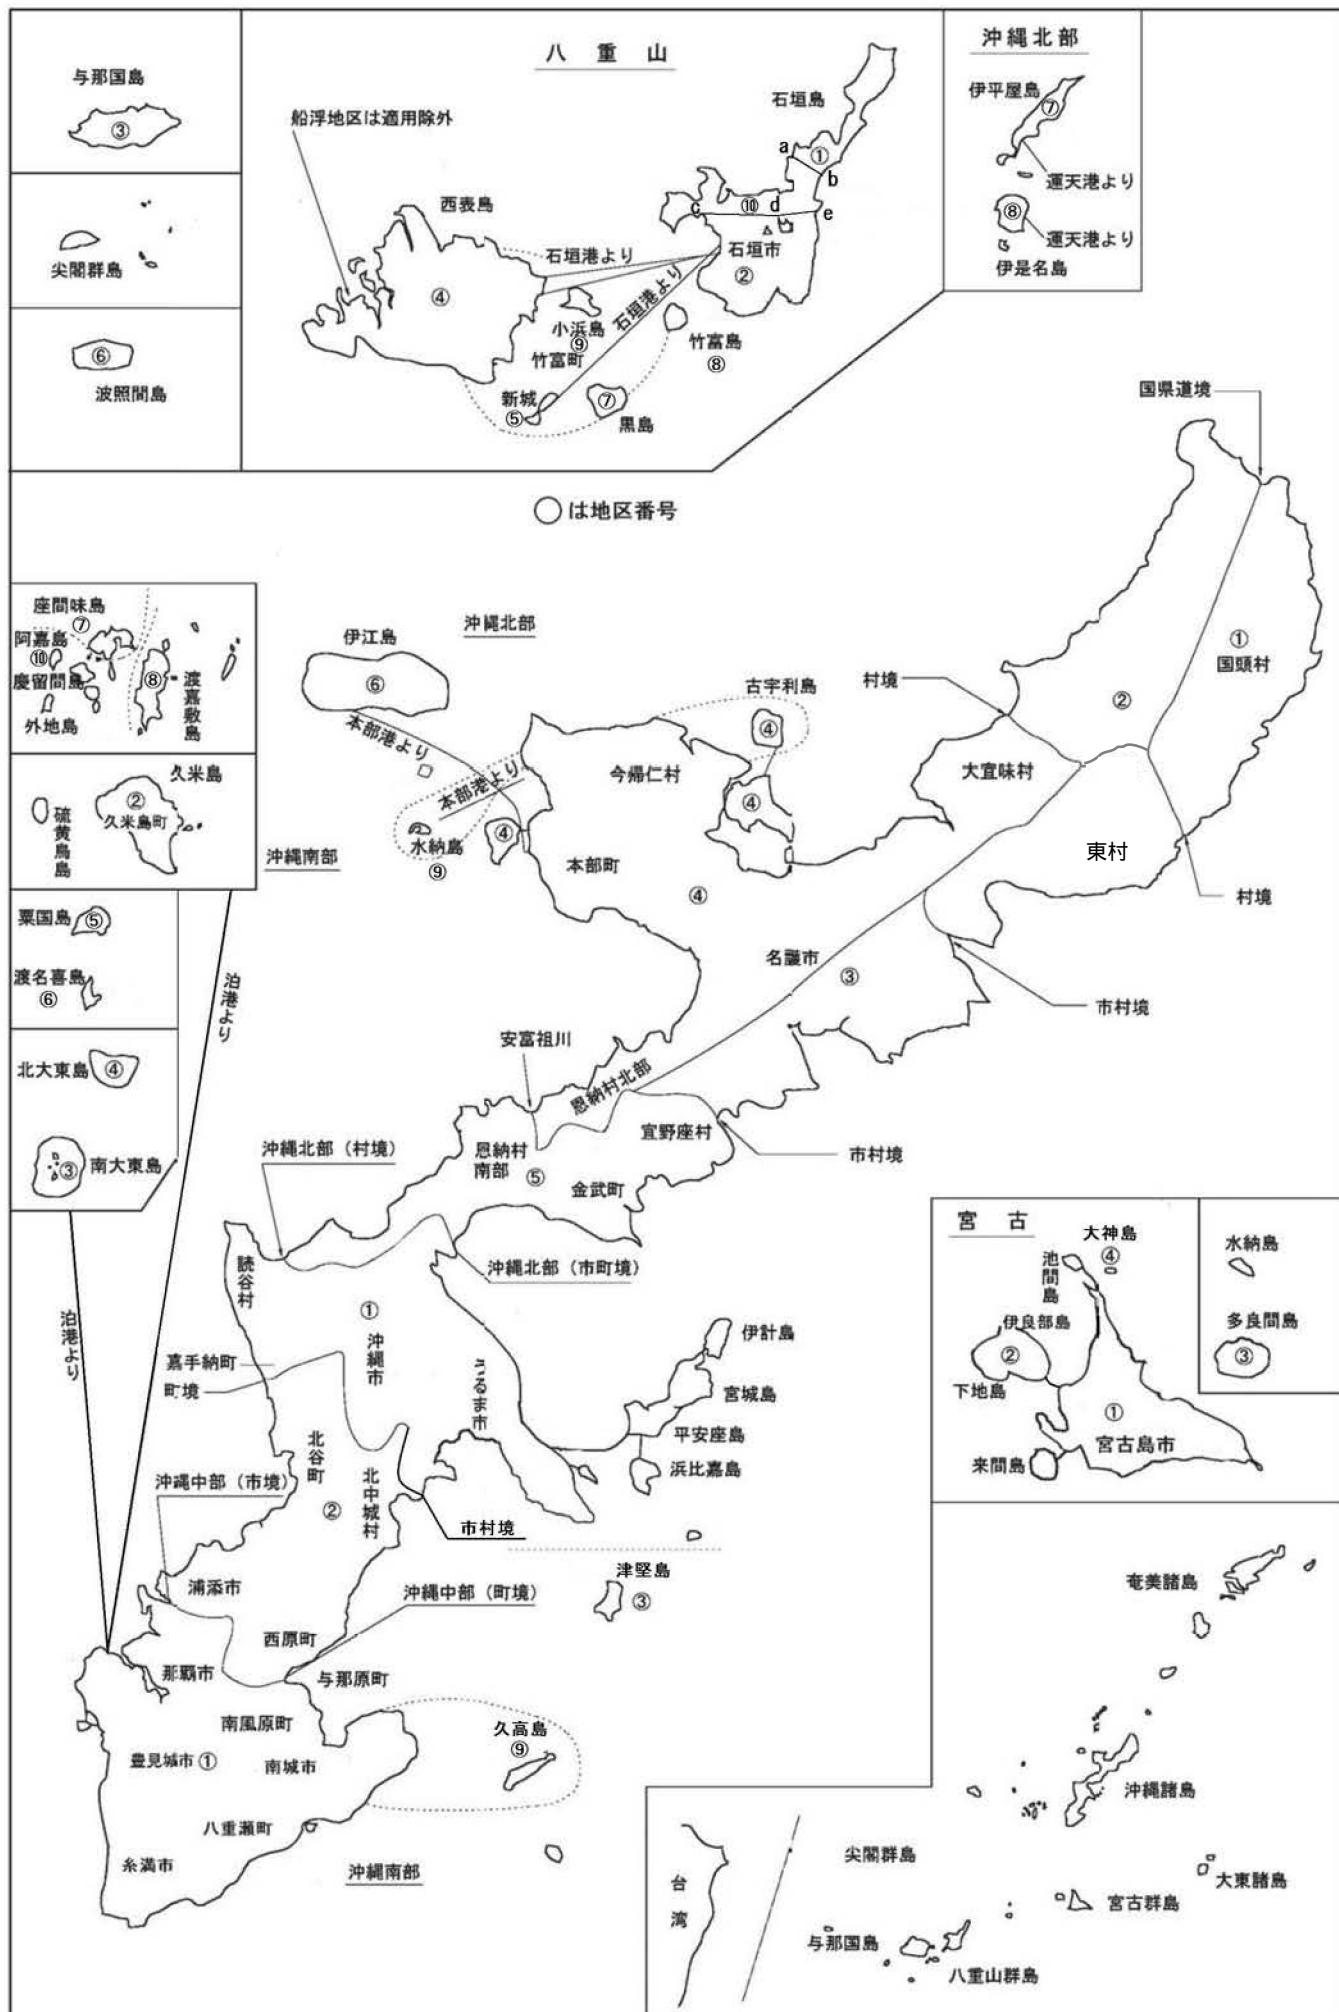 与那国島
③
尖閣群島
⑥
波照間島
八重山
船浮地区は適用除外
石垣島
a
①
b
西表島
c
⑩
d
e
石垣港より
石垣市
②
④
石垣港より
小浜島
⑨
竹富町
竹富島
⑧
新城
⑤
⑦
黒島
沖縄北部
伊平屋島
⑦
運天港より
⑧
運天港より
伊是名島
○は地区番号
国県道境
座間味島
⑦
阿嘉島
⑩
慶留間島
外地島
⑧
渡嘉敷島
久米島
②
久米島町
硫黄鳥島
沖縄南部
粟国島
⑤
渡名喜島
⑥
北大東島
④
③
南大東島
泊港より
泊港より
伊江島
⑥
沖縄北部
本部港より
本部港より
水納島
⑨
④
古宇利島
④
④
今帰仁村
本部町
④
村境
①
国頭村
②
大宜味村
東村
村境
名護市
③
市村境
安富祖川
恩納村北部
宜野座村
市村境
沖縄北部(村境)
恩納村
南部
⑤
金武町
沖縄北部(市町境)
読谷村
①
沖縄市
嘉手納町
町境
うるま市
伊計島
宮城島
平安座島
浜比嘉島
北谷町
沖縄中部(市境)
②
北中城村
市村境
津堅島
③
浦添市
沖縄中部(町境)
西原町
那覇市
与那原町
南風原町
豊見城市①
南城市
久高島
⑨
八重瀬町
糸満市
沖縄南部
宮古
大神島
④
池間島
伊良部島
②
下地島
①
宮古島市
来間島
水納島
多良間島
③
奄美諸島
沖縄諸島
尖閣群島
台湾
大東諸島
宮古群島
与那国島
八重山群島